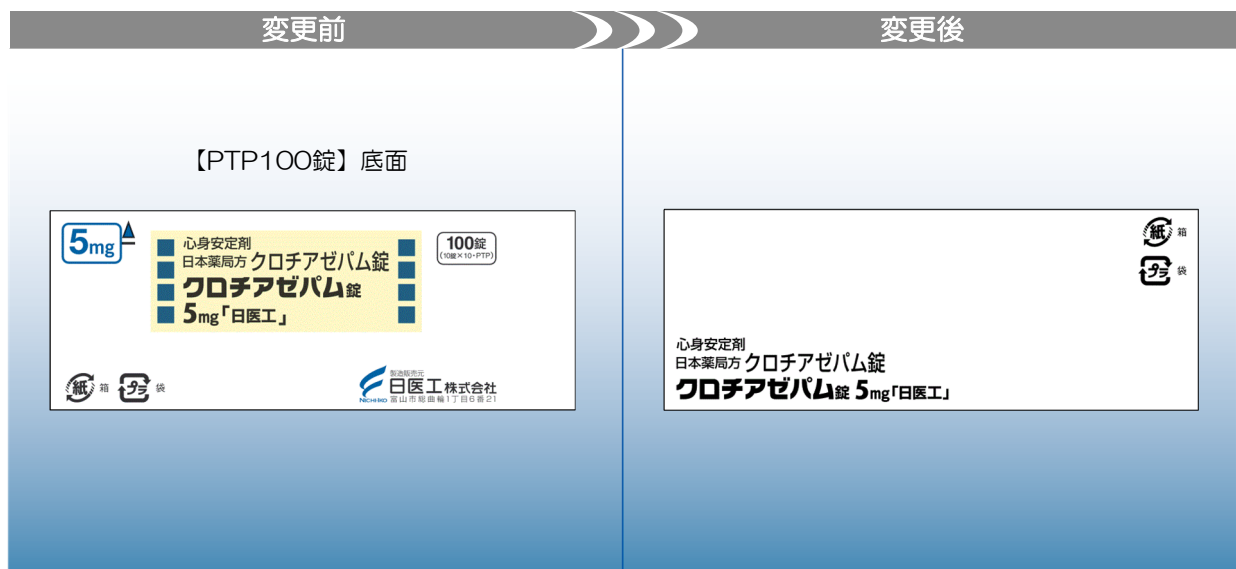 変更前
変更後
【PTP100錠】底面
5mg
心身安定剤
日本薬局方 クロチアゼパム錠
クロチアゼパム錠
5mg「日医工」
100錠
(10錠×10・PTP)
紙 箱 プラ 袋
製造販売元
日医工株式会社
NICHI-IKO 富山市総曲輪1丁目6番21
紙 箱
プラ 袋
心身安定剤
日本薬局方 クロチアゼパム錠
クロチアゼパム錠 5mg「日医工」